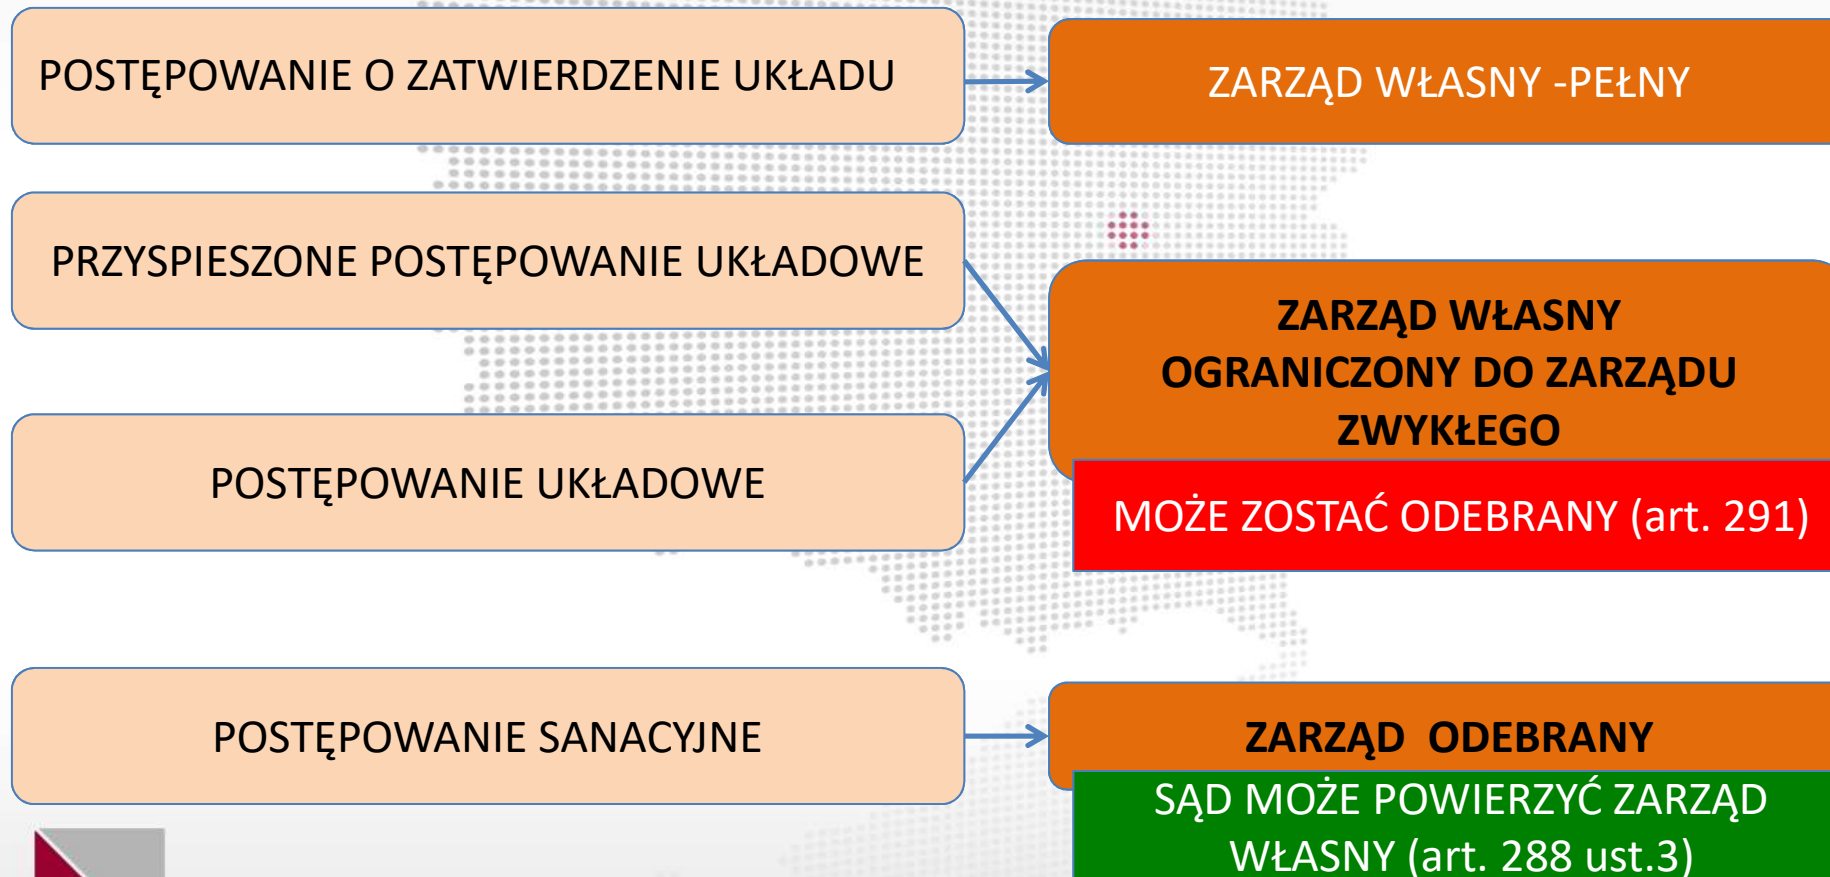 POSTĘPOWANIE O ZATWIERDZENIE UKŁADU
ZARZĄD WŁASNY -PEŁNY
PRZYSPIESZONE POSTĘPOWANIE UKŁADOWE
ZARZĄD WŁASNY
OGRANICZONY DO ZARZĄDU
ZWYKŁEGO
POSTĘPOWANIE UKŁADOWE
MOŻE ZOSTAĆ ODEBRANY (art. 291)
POSTĘPOWANIE SANACYJNE
ZARZĄD ODEBRANY
SĄD MOŻE POWIERZYĆ ZARZĄD
WŁASNY (art. 288 ust.3)